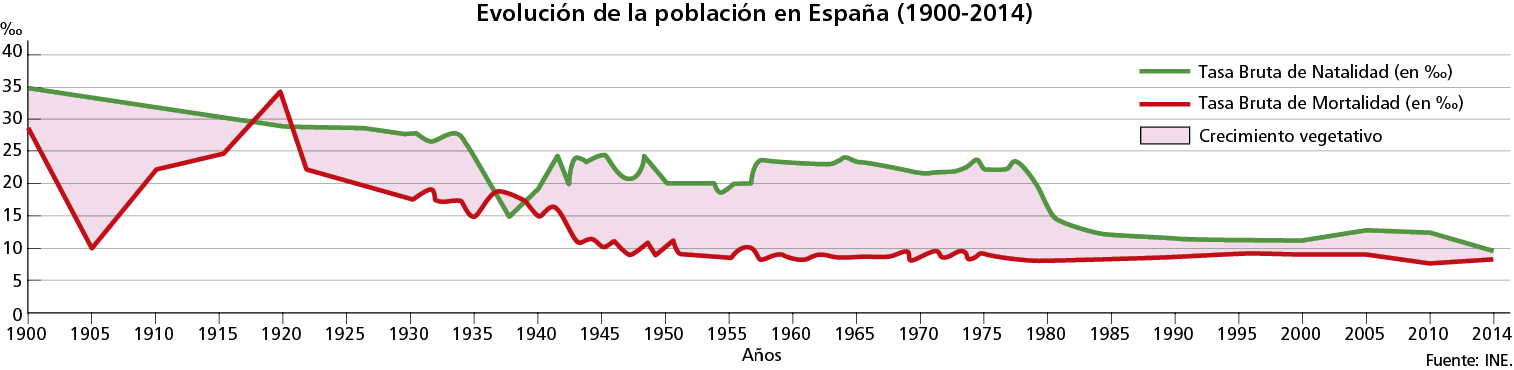 Evolución de la población en España (1900-2014)
‰
40
35
30
25
20
15
10
5
0
Tasa Bruta de Natalidad (en ‰)
Tasa Bruta de Mortalidad (en ‰)
Crecimiento vegetativo
1900 1905 1910 1915 1920 1925 1930 1935 1940 1945 1950 1955 1960 1965 1970 1975 1980 1985 1990 1995 2000 2005 2010 2014
Años
Fuente: INE.